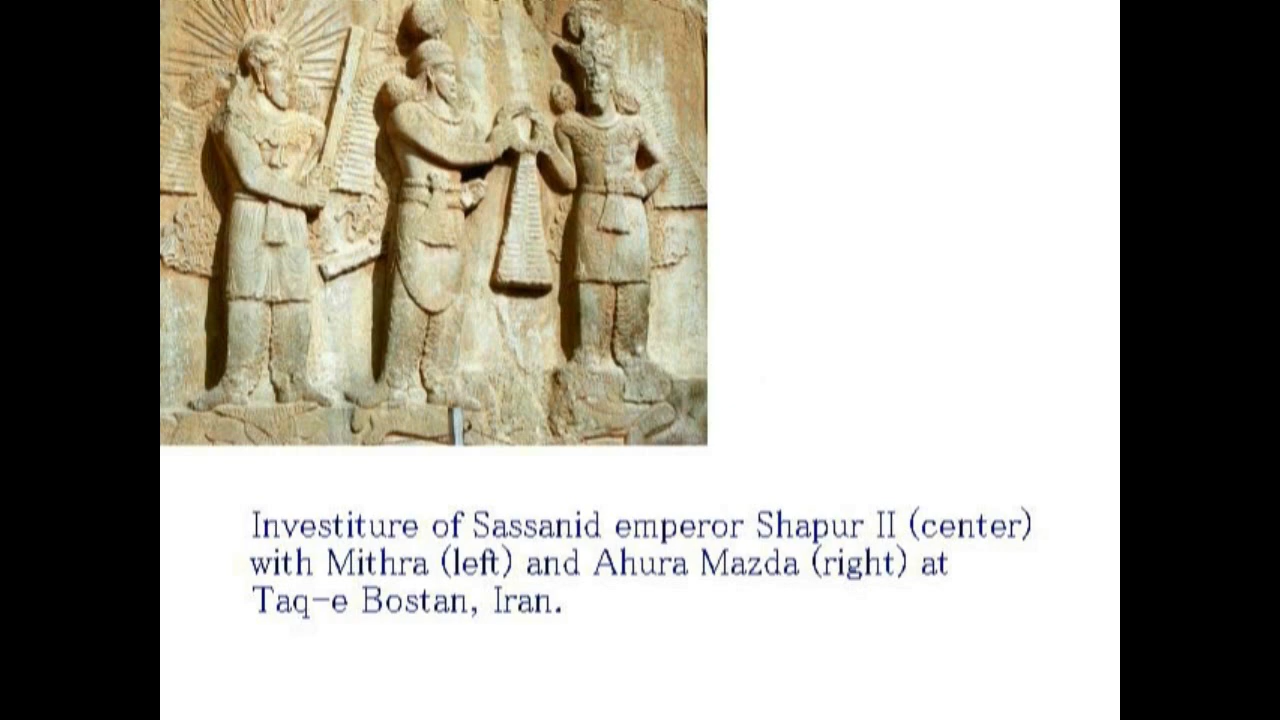 Investiture of Sassanid emperor Shapur II (center)
with Mithra (left) and Ahura Mazda (right) at
Taq-e Bostan, Iran.